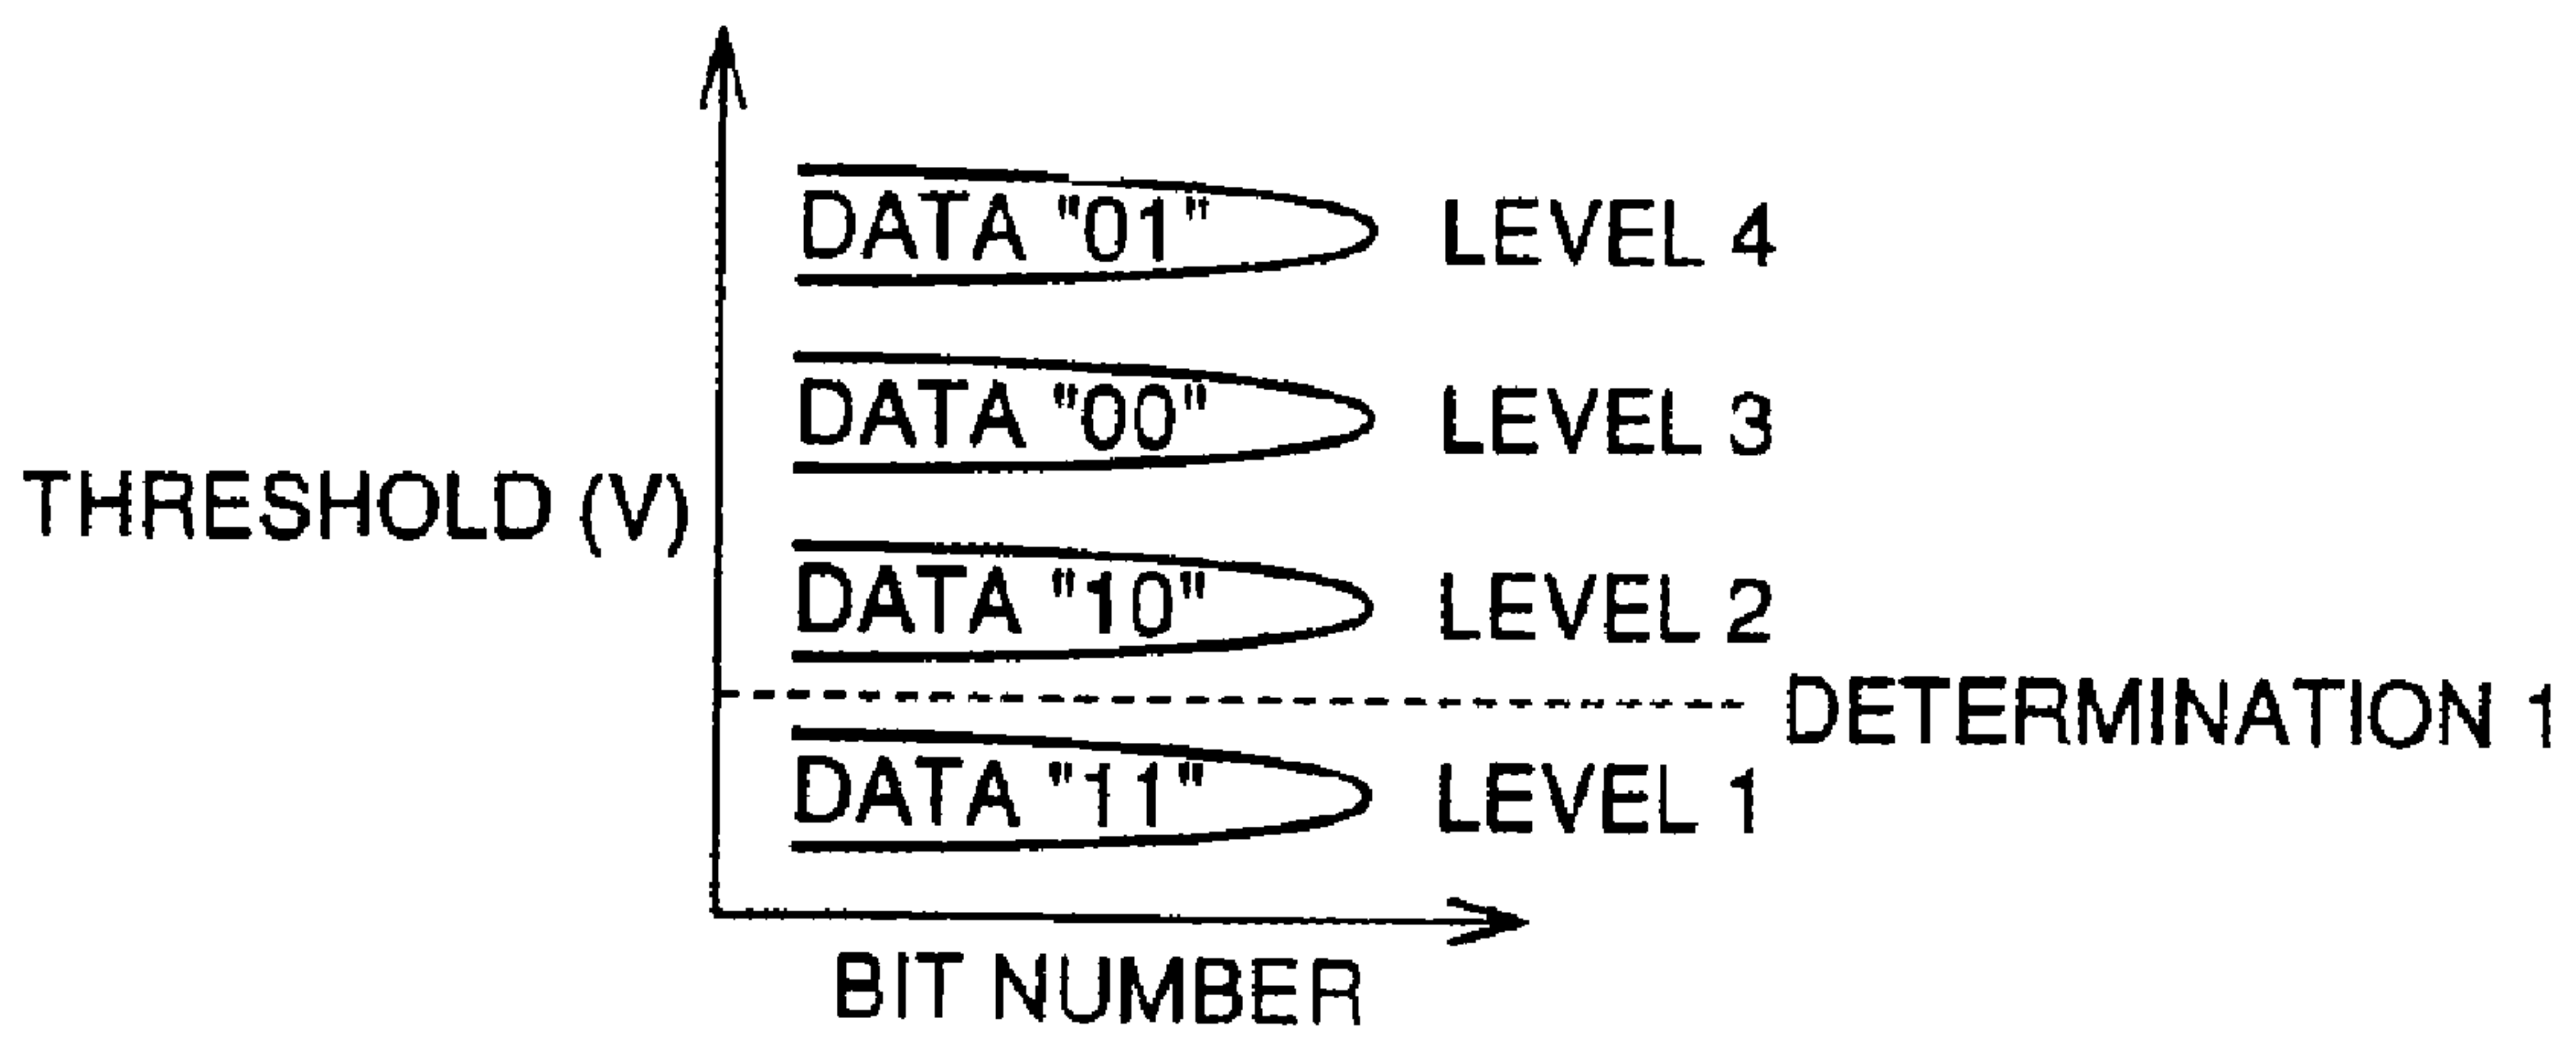 DATA "01" LEVEL 4
DATA "00" LEVEL 3
THRESHOLD (V)
DATA "10" LEVEL 2
DETERMINATION 1
DATA "11" LEVEL 1
BIT NUMBER